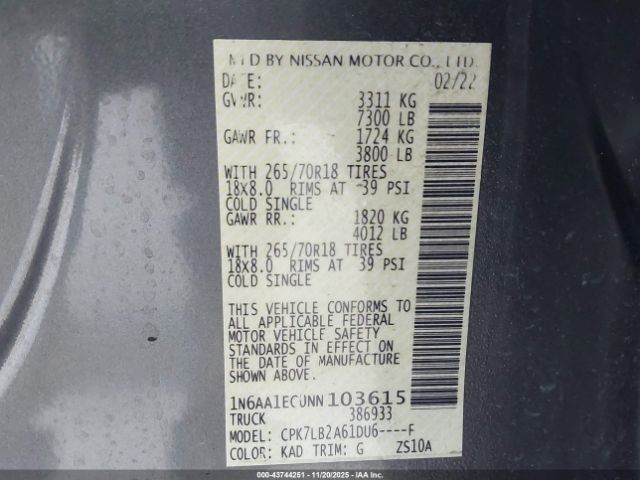 MFD BY NISSAN MOTOR CO., LTD.
DATE: 02/22
GVWR: 3311 KG
7300 LB
GAWR FR.: 1724 KG
3800 LB
WITH 265/70R18 TIRES
18x8.0 RIMS AT 39 PSI
COLD SINGLE
GAWR RR.: 1820 KG
4012 LB
WITH 265/70R18 TIRES
18x8.0 RIMS AT 39 PSI
COLD SINGLE
THIS VEHICLE CONFORMS TO
ALL APPLICABLE FEDERAL
MOTOR VEHICLE SAFETY
STANDARDS IN EFFECT ON
THE DATE OF MANUFACTURE
SHOWN ABOVE.
1N6AA1EC0NN 103615
TRUCK 386933
MODEL: CPK7LB2A61DU6----F
COLOR: KAD TRIM: G ZS10A
000-43744251 - 11/20/2025 - IAAI.com